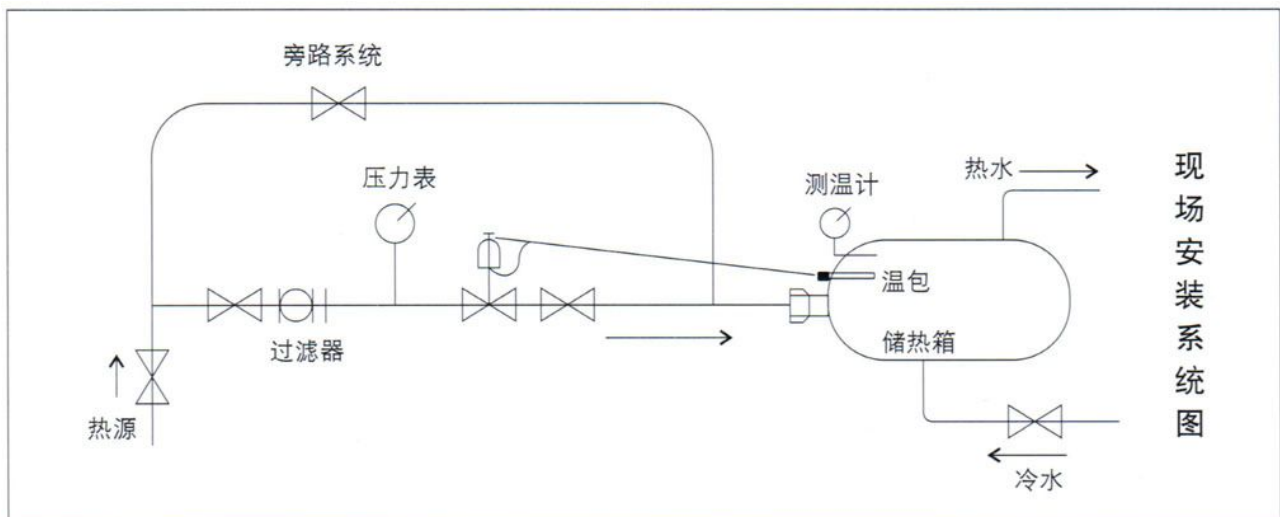 旁路系统
压力表
测温计
热水
温包
过滤器
储热箱
热源
冷水
现场安装系统图